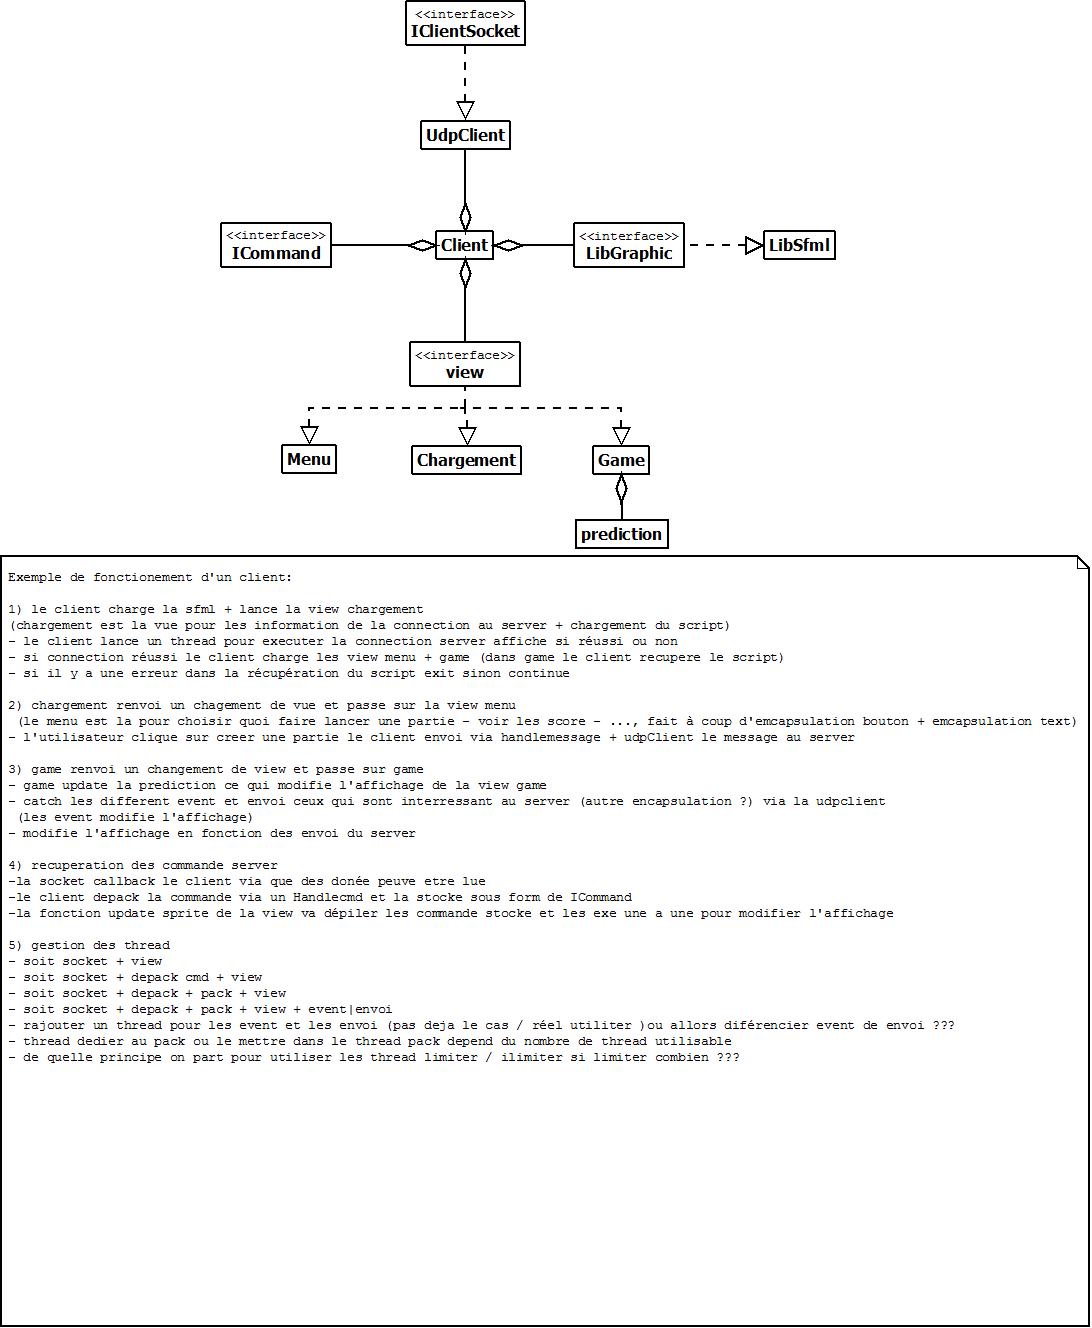 <<interface>>
IClientSocket
UdpClient
<<interface>>
ICommand
Client
<<interface>>
LibGraphic
LibSfml
<<interface>>
view
Menu
Chargement
Game
prediction
Exemple de fonctionement d'un client:
1) le client charge la sfml + lance la view chargement
(chargement est la vue pour les information de la connection au server + chargement du script)
- le client lance un thread pour executer la connection server affiche si réussi ou non
- si connection réussi le client charge les view menu + game (dans game le client recupere le script)
- si il y a une erreur dans la récupération du script exit sinon continue
2) chargement renvoi un chagement de vue et passe sur la view menu
(le menu est la pour choisir quoi faire lancer une partie - voir les score - ..., fait à coup d'emcapsulation bouton + emcapsulation text)
- l'utilisateur clique sur creer une partie le client envoi via handlemessage + udpClient le message au server
3) game renvoi un changement de view et passe sur game
- game update la prediction ce qui modifie l'affichage de la view game
- catch les different event et envoi ceux qui sont interressant au server (autre encapsulation ?) via la udpclient
(les event modifie l'affichage)
- modifie l'affichage en fonction des envoi du server
4) recuperation des commande server
-la socket callback le client via que des donée peuve etre lue
-le client depack la commande via un Handlecmd et la stocke sous form de ICommand
-la fonction update sprite de la view va dépiler les commande stocke et les exe une a une pour modifier l'affichage
5) gestion des thread
- soit socket + view
- soit socket + depack cmd + view
- soit socket + depack + pack + view
- soit socket + depack + pack + view + event|envoi
- rajouter un thread pour les event et les envoi (pas deja le cas / réel utiliter )ou allors diférencier event de envoi ???
- thread dedier au pack ou le mettre dans le thread pack depend du nombre de thread utilisable
- de quelle principe on part pour utiliser les thread limiter / ilimiter si limiter combien ???